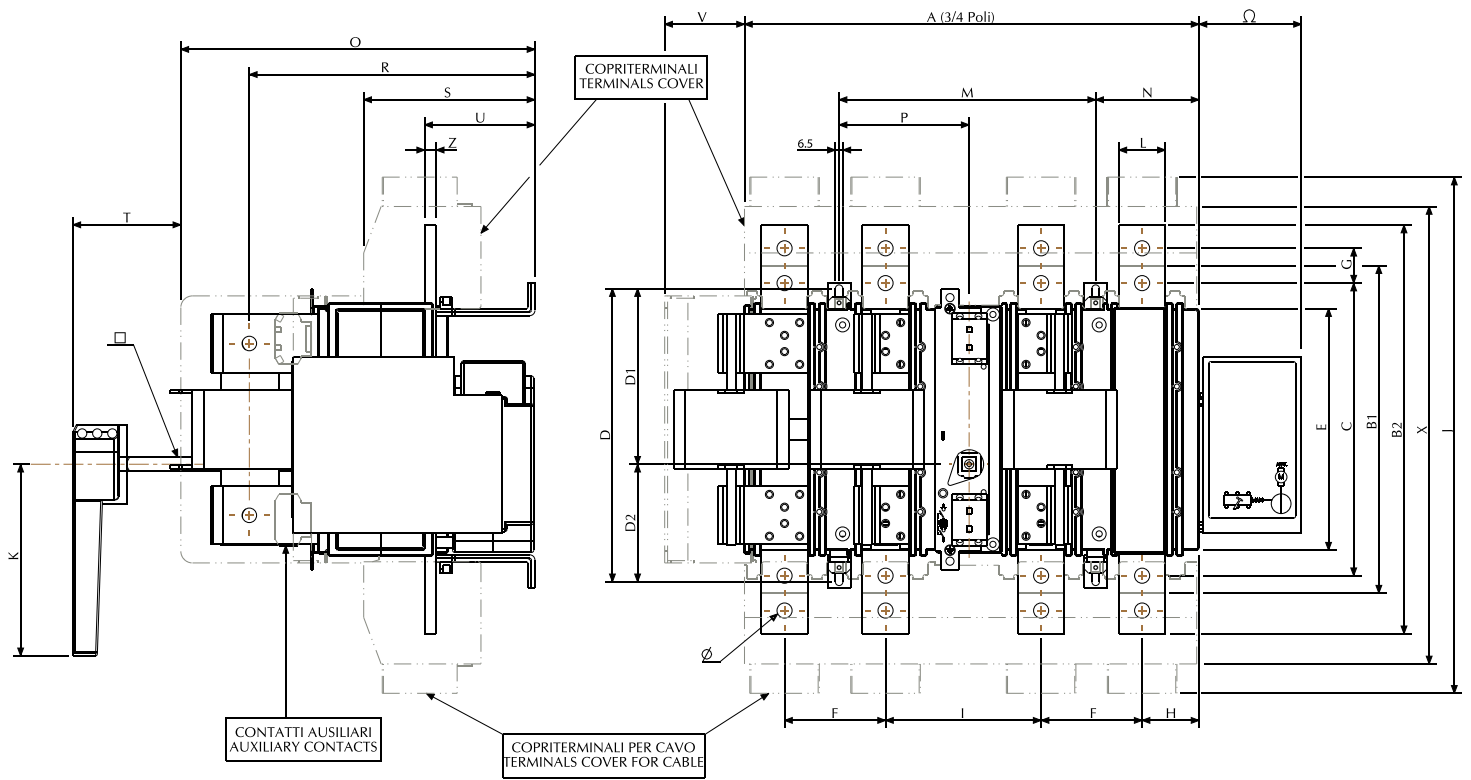 V
A (3/4 Poli)
Ω
O
R
S
U
Z
COPRITERMINALI
TERMINALS COVER
M
N
P
6.5
L
T
G
□
D1
D
D2
E
C
B1
B2
X
J
K
M
Ø
F
I
F
H
CONTATTI AUSILIARI
AUXILIARY CONTACTS
COPRITERMINALI PER CAVO
TERMINALS COVER FOR CABLE